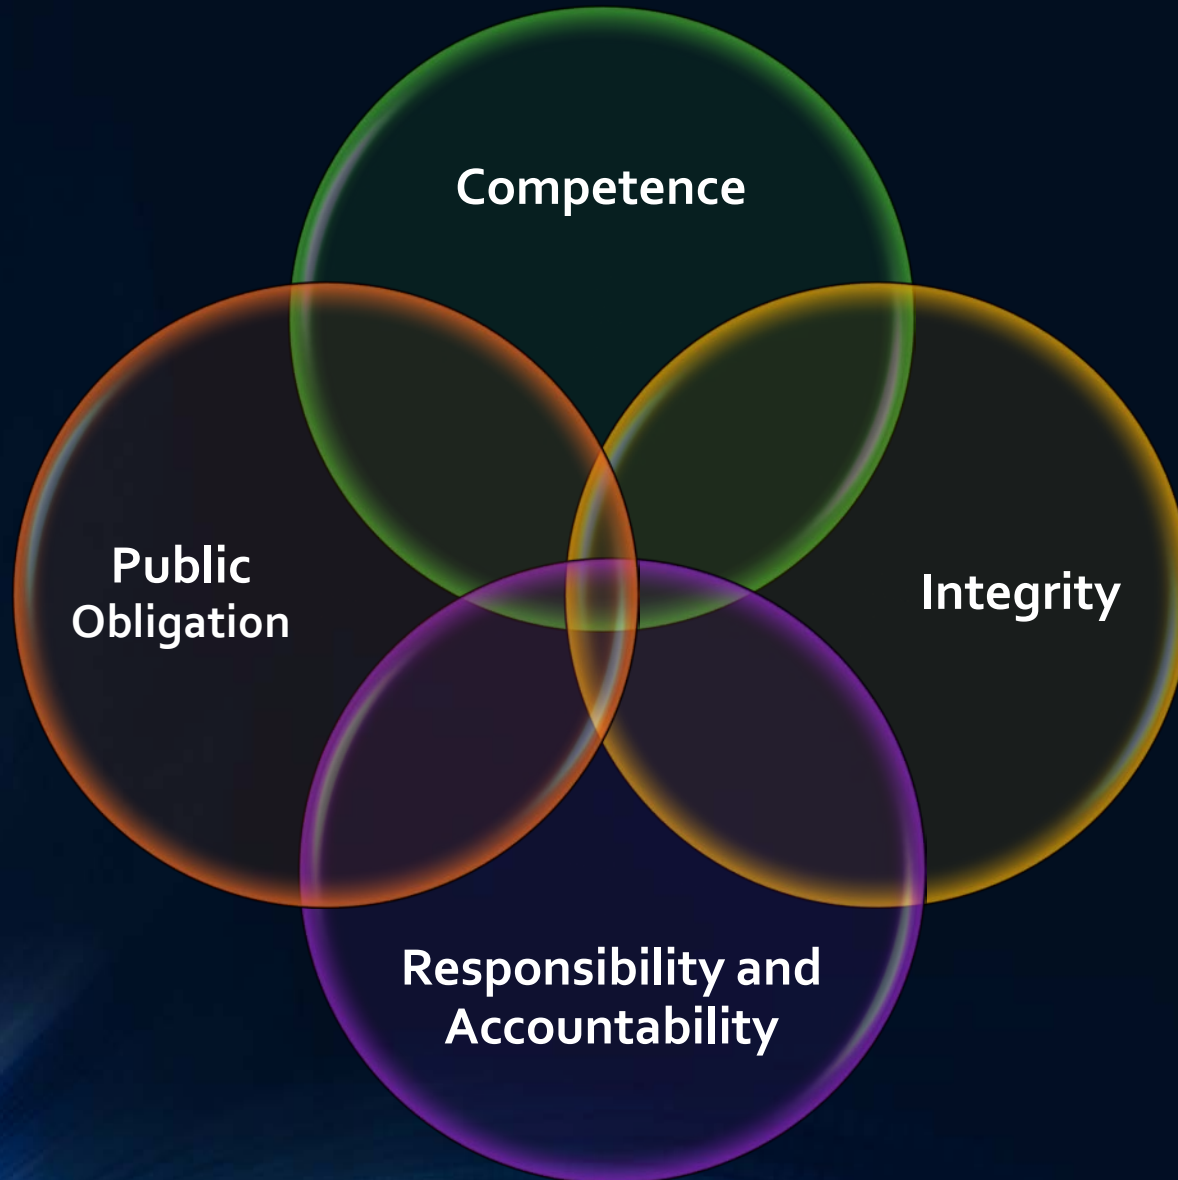 Competence
Public
Obligation
Integrity
Responsibility and
Accountability